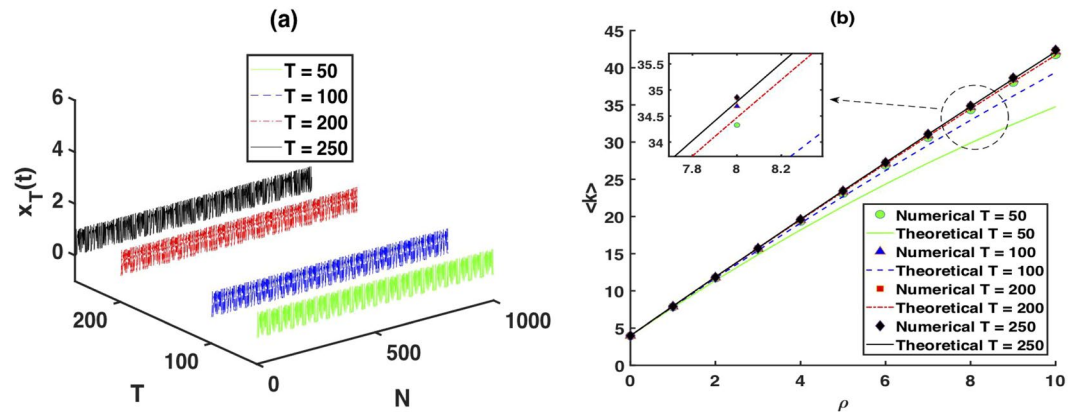 (a)
T = 50
T = 100
T = 200
T = 250
6
4
2
0
x_T(t)
200
100
0
T
500
1000
N
(b)
45
40
35
30
25
20
15
10
5
0
<k>
0
2
4
6
8
10
ρ
35.5
35
34.5
34
7.8
8
8.2
Numerical T = 50
Theoretical T = 50
Numerical T = 100
Theoretical T = 100
Numerical T = 200
Theoretical T = 200
Numerical T = 250
Theoretical T = 250